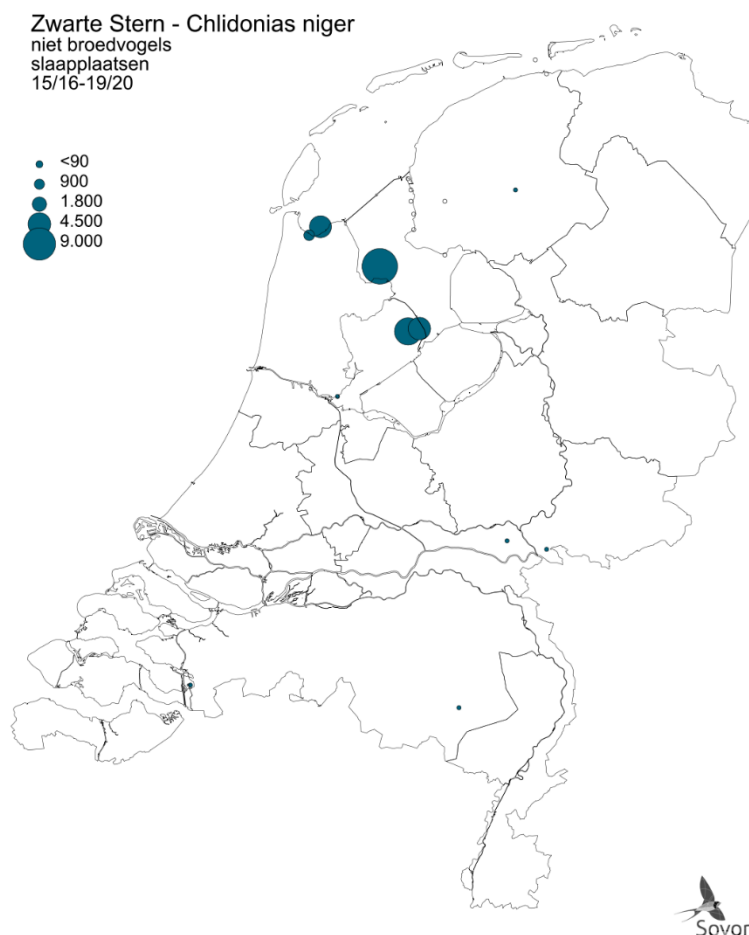 Zwarte Stern - Chlidonias niger
niet broedvogels
slaapplaatsen
15/16-19/20
<90
900
1.800
4.500
9.000
Sovon